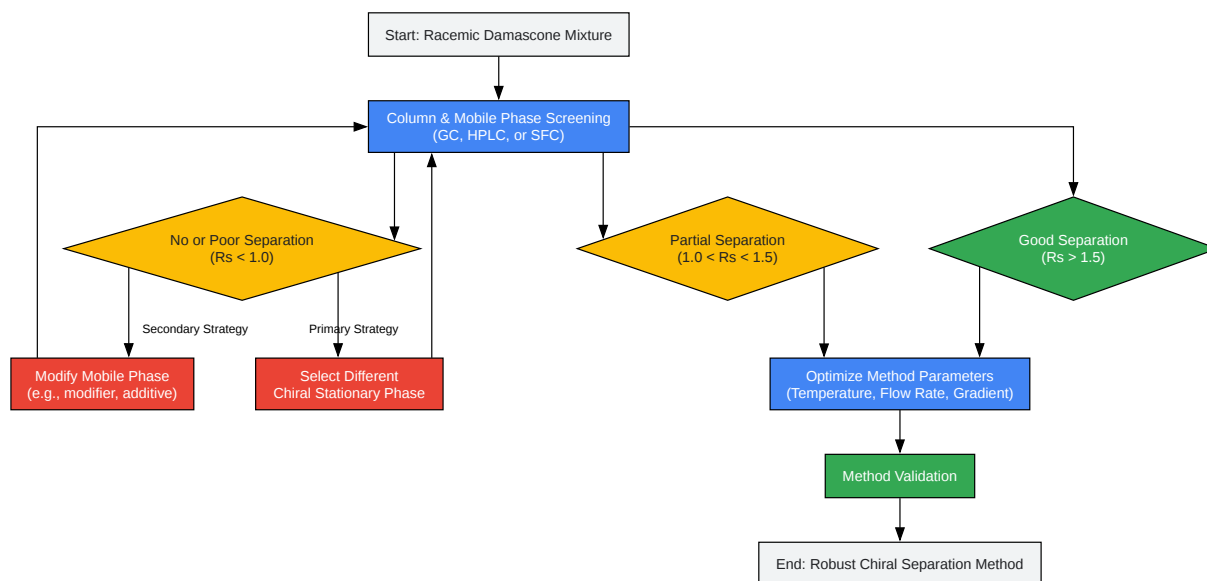 Start: Racemic Damascone Mixture
Column & Mobile Phase Screening
(GC, HPLC, or SFC)
No or Poor Separation
(Rs < 1.0)
Partial Separation
(1.0 < Rs < 1.5)
Good Separation
(Rs > 1.5)
Secondary Strategy
Primary Strategy
Modify Mobile Phase
(e.g., modifier, additive)
Select Different
Chiral Stationary Phase
Optimize Method Parameters
(Temperature, Flow Rate, Gradient)
Method Validation
End: Robust Chiral Separation Method